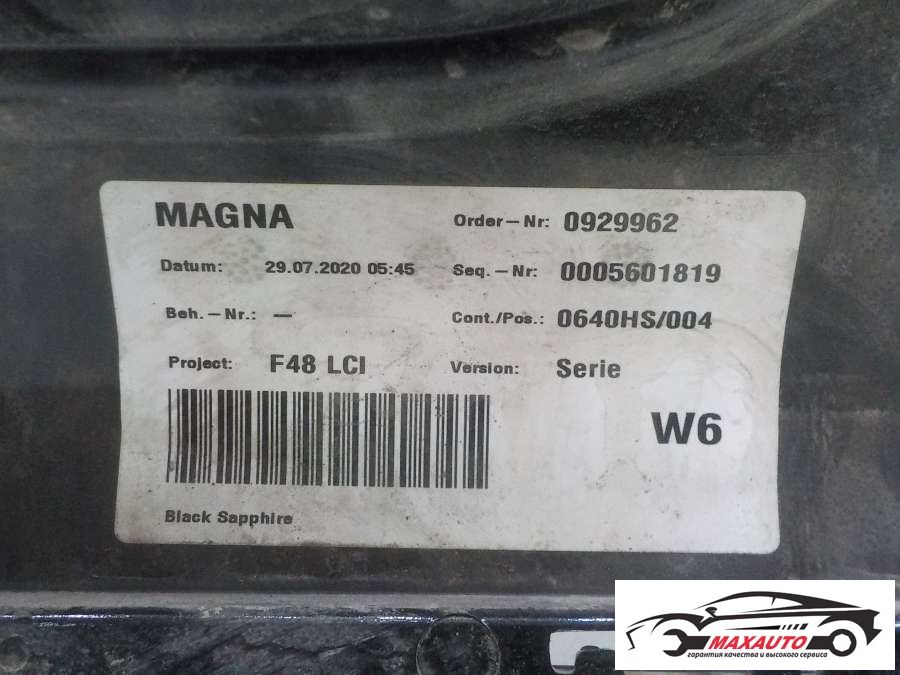 MAGNA
Order-Nr: 0929962
Datum: 29.07.2020 05:45
Seq.-Nr: 0005601819
Beh.-Nr.: —
Cont./Pos.: 0640HS/004
Project: F48 LCI
Version: Serie
W6
Black Sapphire
MAXAUTO
гарантия качества и высокого сервиса